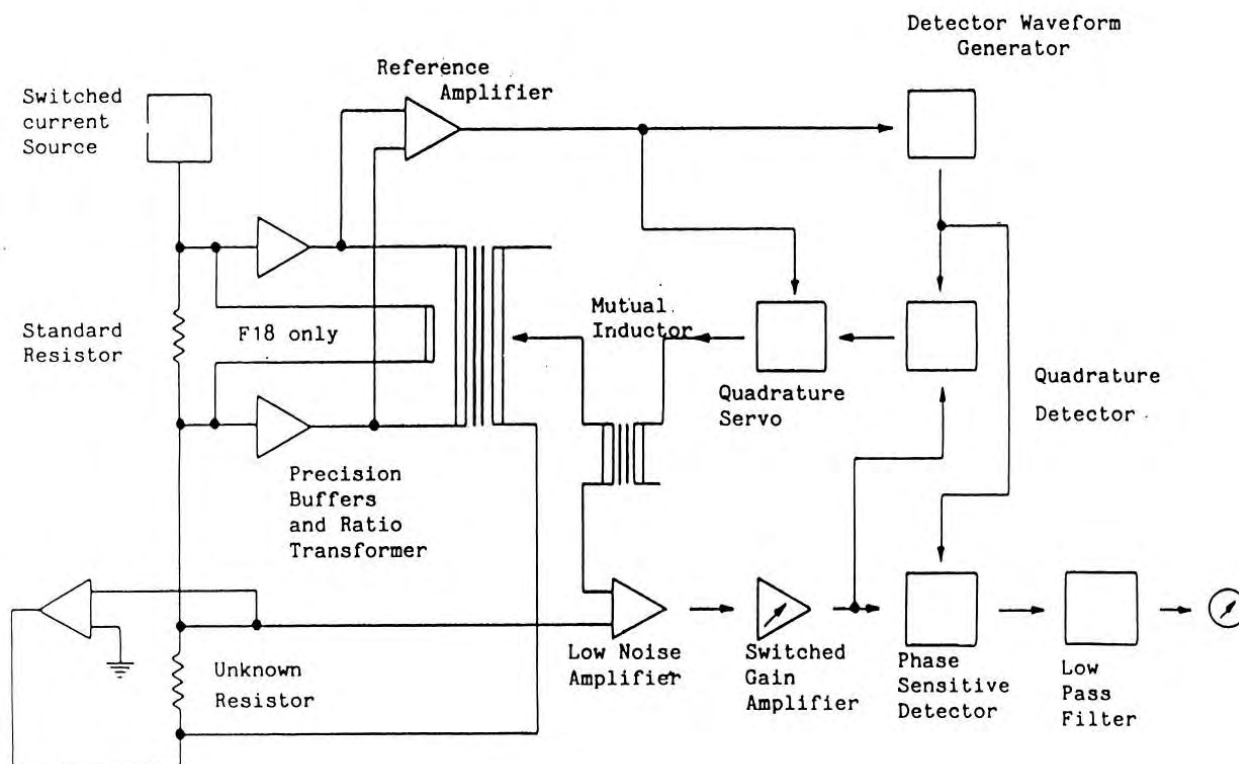 Detector Waveform
Generator
Reference
Amplifier
Switched
current
Source
Standard
Resistor
F18 only
Mutual
Inductor
Quadrature
Servo
Quadrature
Detector
Precision
Buffers
and Ratio
Transformer
Unknown
Resistor
Low Noise
Amplifier
Switched
Gain
Amplifier
Phase
Sensitive
Detector
Low
Pass
Filter